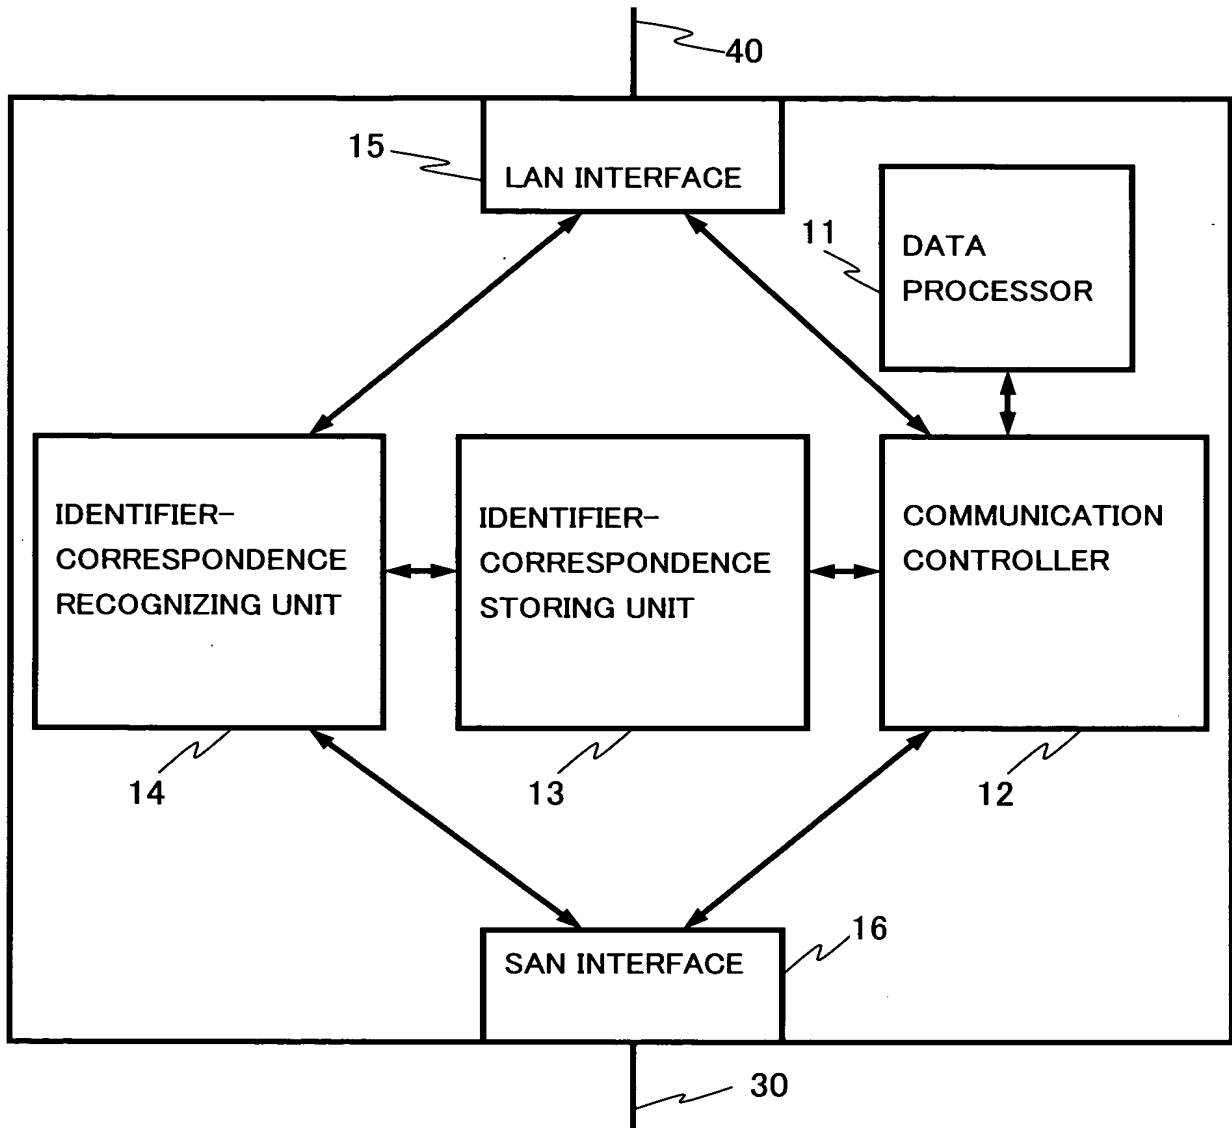 40
15
LAN INTERFACE
11
DATA
PROCESSOR
IDENTIFIER-
CORRESPONDENCE
RECOGNIZING UNIT
IDENTIFIER-
CORRESPONDENCE
STORING UNIT
COMMUNICATION
CONTROLLER
14
13
12
16
SAN INTERFACE
30